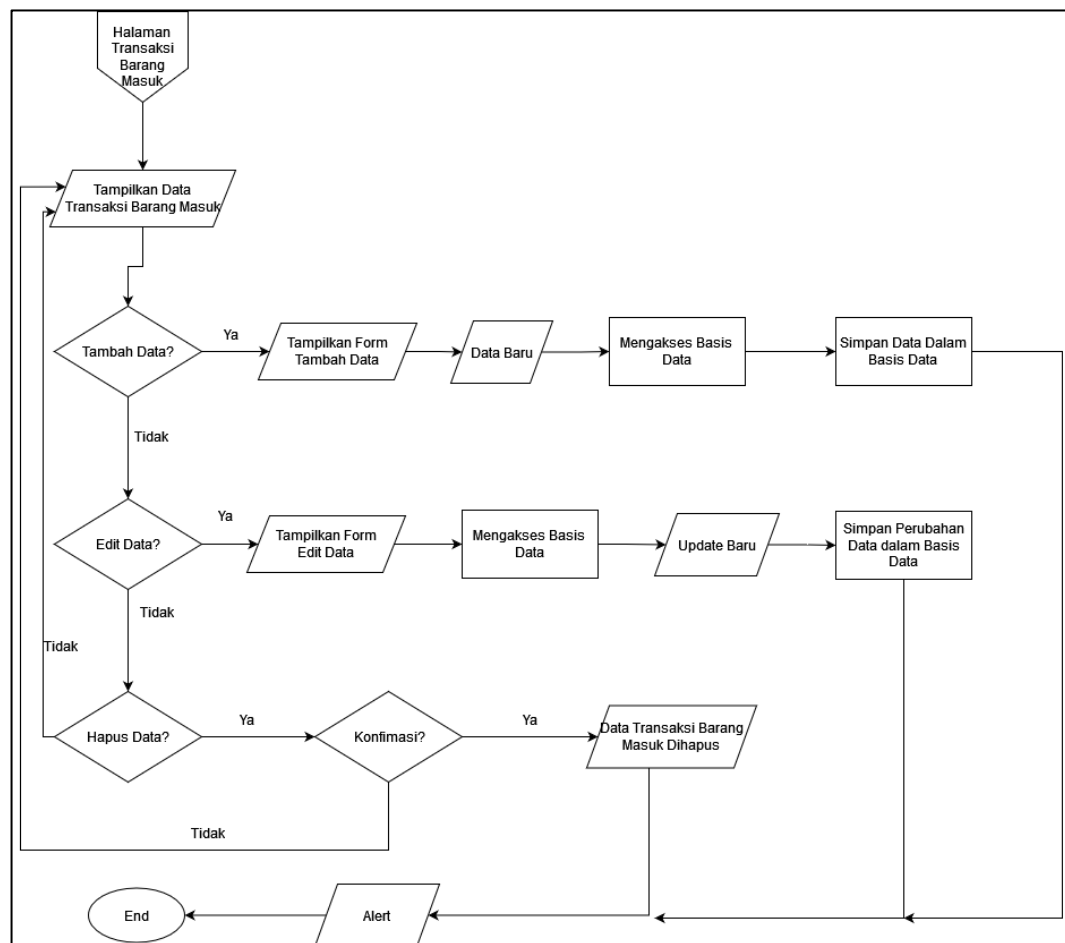 Halaman
Transaksi
Barang
Masuk
Tampilkan Data
Transaksi Barang Masuk
Tambah Data?
Ya
Tampilkan Form
Tambah Data
Data Baru
Mengakses Basis
Data
Simpan Data Dalam
Basis Data
Tidak
Edit Data?
Ya
Tampilkan Form
Edit Data
Mengakses Basis
Data
Update Baru
Simpan Perubahan
Data dalam Basis
Data
Tidak
Tidak
Hapus Data?
Ya
Konfimasi?
Ya
Data Transaksi Barang
Masuk Dihapus
Tidak
End
Alert